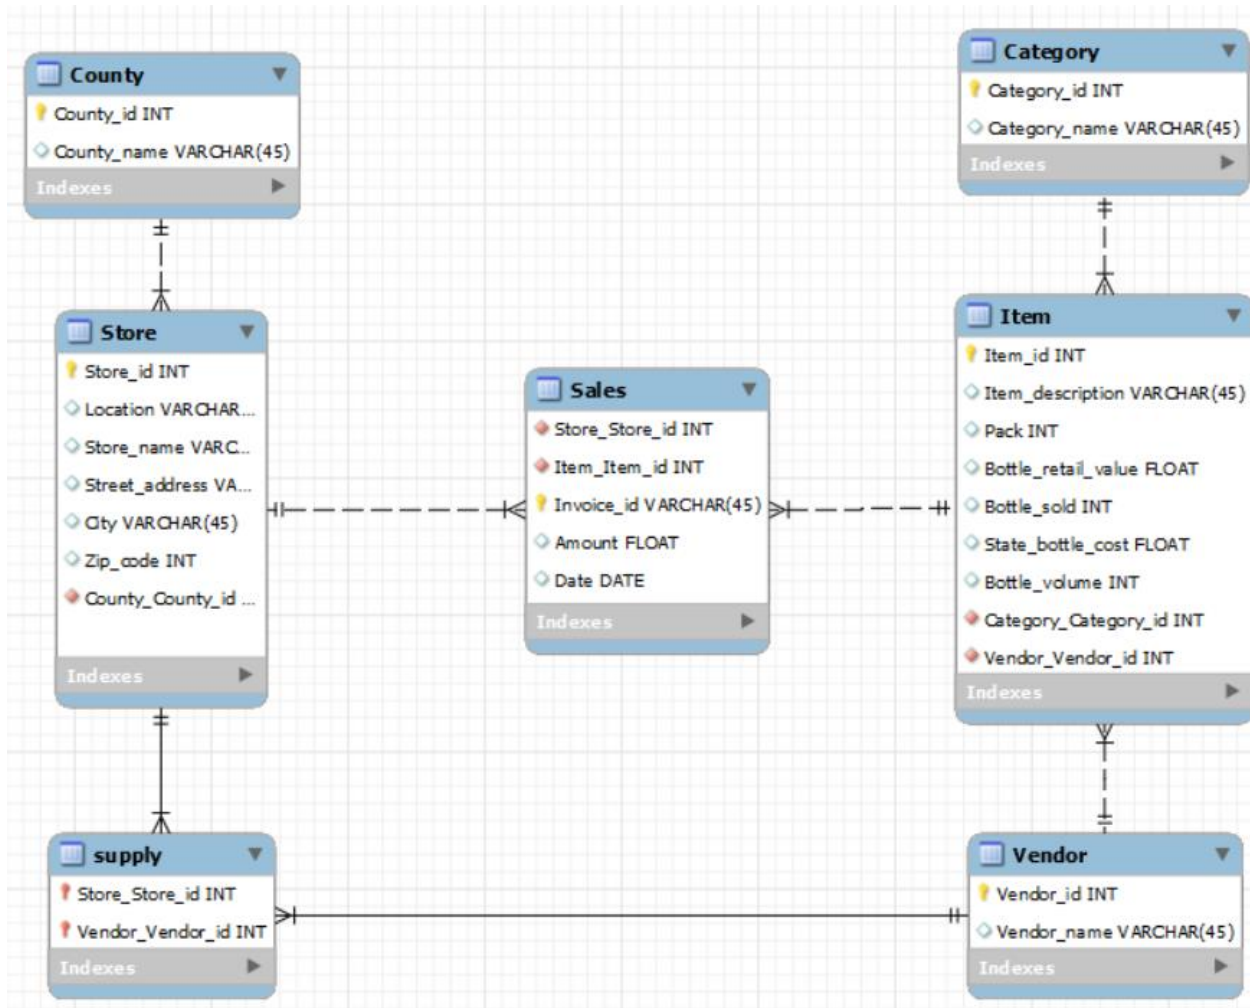 County
County_id INT
County_name VARCHAR(45)
Indexes
Category
Category_id INT
Category_name VARCHAR(45)
Indexes
Store
Store_id INT
Location VARCHAR...
Store_name VARC...
Street_address VA...
City VARCHAR(45)
Zip_code INT
County_County_id ...
Indexes
Sales
Store_Store_id INT
Item_Item_id INT
Invoice_id VARCHAR(45)
Amount FLOAT
Date DATE
Indexes
Item
Item_id INT
Item_description VARCHAR(45)
Pack INT
Bottle_retail_value FLOAT
Bottle_sold INT
State_bottle_cost FLOAT
Bottle_volume INT
Category_Category_id INT
Vendor_Vendor_id INT
Indexes
supply
Store_Store_id INT
Vendor_Vendor_id INT
Indexes
Vendor
Vendor_id INT
Vendor_name VARCHAR(45)
Indexes